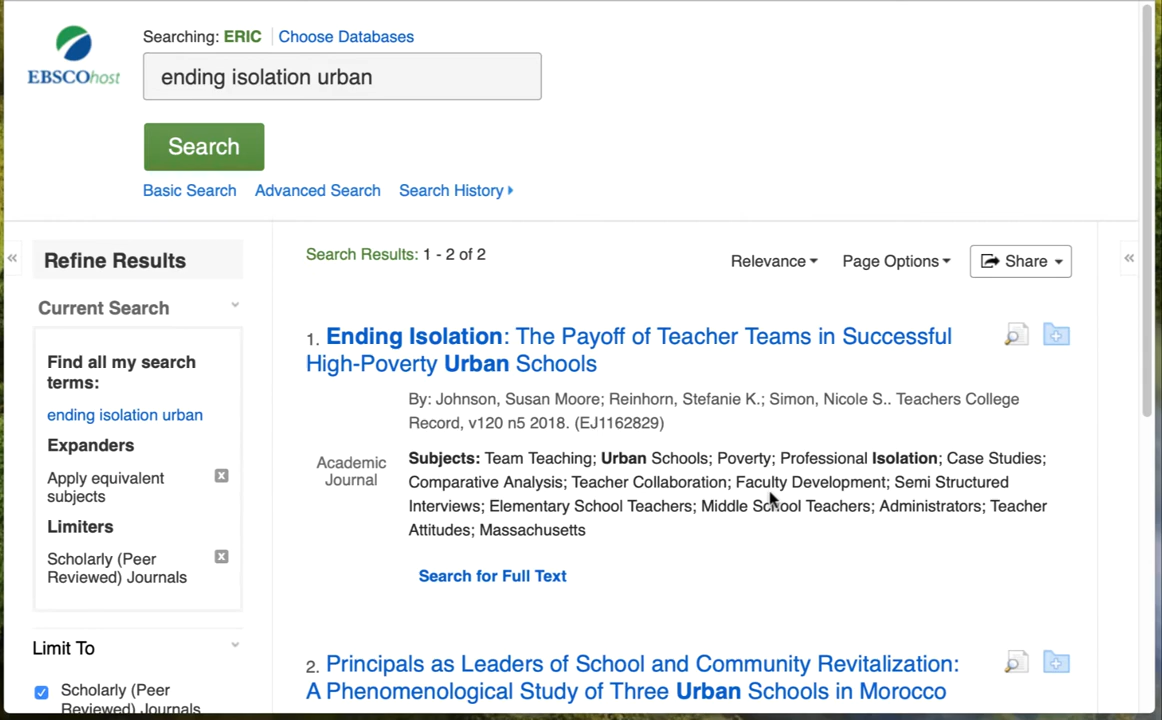 Searching: ERIC Choose Databases
EBSCOhost
ending isolation urban
Search
Basic Search Advanced Search Search History
Refine Results
Current Search
Find all my search
terms:
ending isolation urban
Expanders
Apply equivalent
subjects
Limiters
Scholarly (Peer
Reviewed) Journals
Limit To
Scholarly (Peer
Reviewed) Journals
Search Results: 1 - 2 of 2
Relevance Page Options Share
1. Ending Isolation: The Payoff of Teacher Teams in Successful
High-Poverty Urban Schools
By: Johnson, Susan Moore; Reinhorn, Stefanie K.; Simon, Nicole S.. Teachers College
Record, v120 n5 2018. (EJ1162829)
Academic
Journal
Subjects: Team Teaching; Urban Schools; Poverty; Professional Isolation; Case Studies;
Comparative Analysis; Teacher Collaboration; Faculty Development; Semi Structured
Interviews; Elementary School Teachers; Middle School Teachers; Administrators; Teacher
Attitudes; Massachusetts
Search for Full Text
2. Principals as Leaders of School and Community Revitalization:
A Phenomenological Study of Three Urban Schools in Morocco